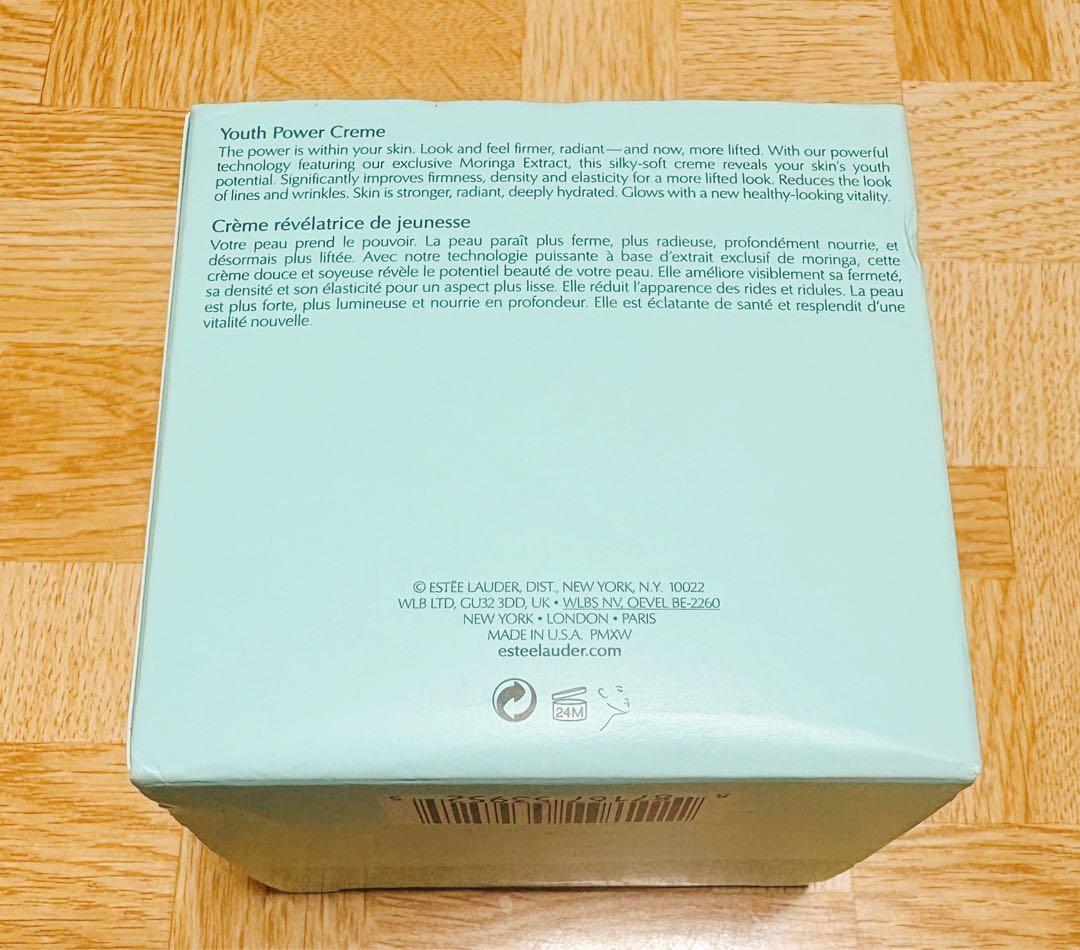 Youth Power Creme
The power is within your skin. Look and feel firmer, radiant—and now, more lifted. With our powerful
technology featuring our exclusive Moringa Extract, this silky-soft creme reveals your skin's youth
potential. Significantly improves firmness, density and elasticity for a more lifted look. Reduces the look
of lines and wrinkles. Skin is stronger, radiant, deeply hydrated. Glows with a new healthy-looking vitality.
Crème révélatrice de jeunesse
Votre peau prend le pouvoir. La peau paraît plus ferme, plus radieuse, profondément nourrie, et
désormais plus liftée. Avec notre technologie puissante à base d'extrait exclusif de moringa, cette
crème douce et soyeuse révèle le potentiel beauté de votre peau. Elle améliore visiblement sa fermeté,
sa densité et son élasticité pour un aspect plus lisse. Elle réduit l'apparence des rides et ridules. La peau
est plus forte, plus lumineuse et nourrie en profondeur. Elle est éclatante de santé et resplendit d'une
vitalité nouvelle.
© ESTĒE LAUDER, DIST., NEW YORK, N.Y. 10022
WLB LTD, GU32 3DD, UK • WLBS NV, OEVEL BE-2260
NEW YORK • LONDON • PARIS
MADE IN U.S.A. PMXW
esteelauder.com
24M